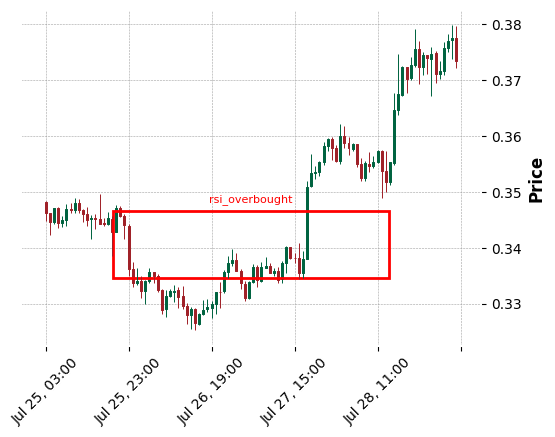 0.38
0.37
0.36
0.35
0.34
0.33
Price
rsi_overbought
Jul 25, 03:00
Jul 25, 23:00
Jul 26, 19:00
Jul 27, 15:00
Jul 28, 11:00